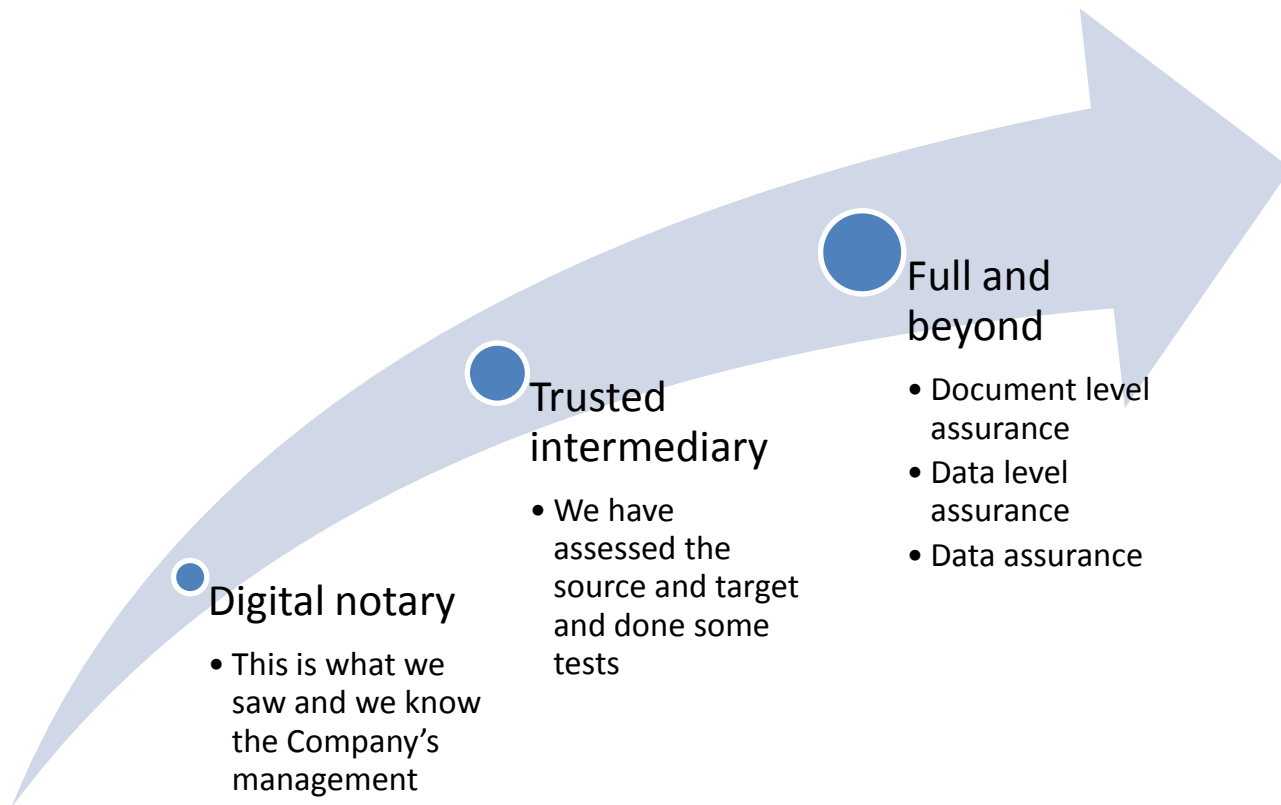 Digital notary
• This is what we
saw and we know
the Company’s
management
Trusted
intermediary
• We have
assessed the
source and target
and done some
tests
Full and
beyond
• Document level
assurance
• Data level
assurance
• Data assurance